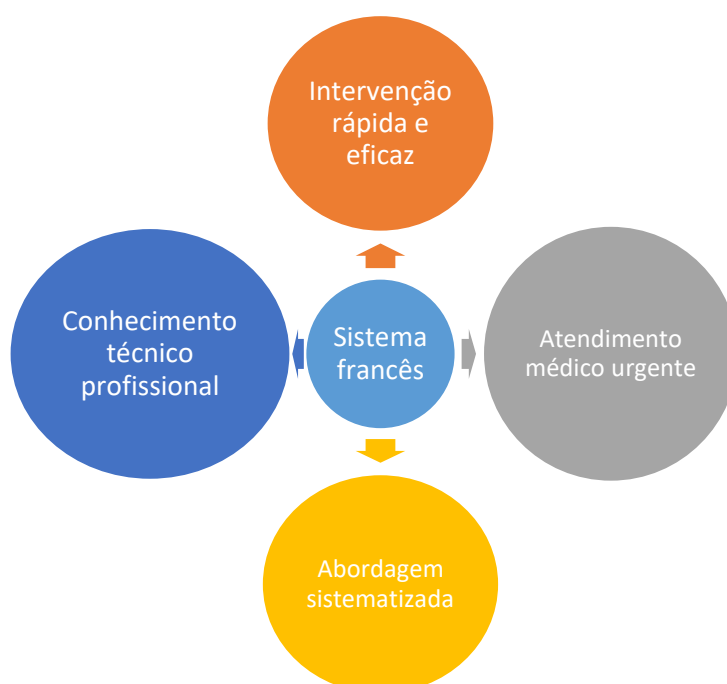 Intervenção
rápida e
eficaz
Conhecimento
técnico
profissional
Sistema
francês
Atendimento
médico urgente
Abordagem
sistematizada